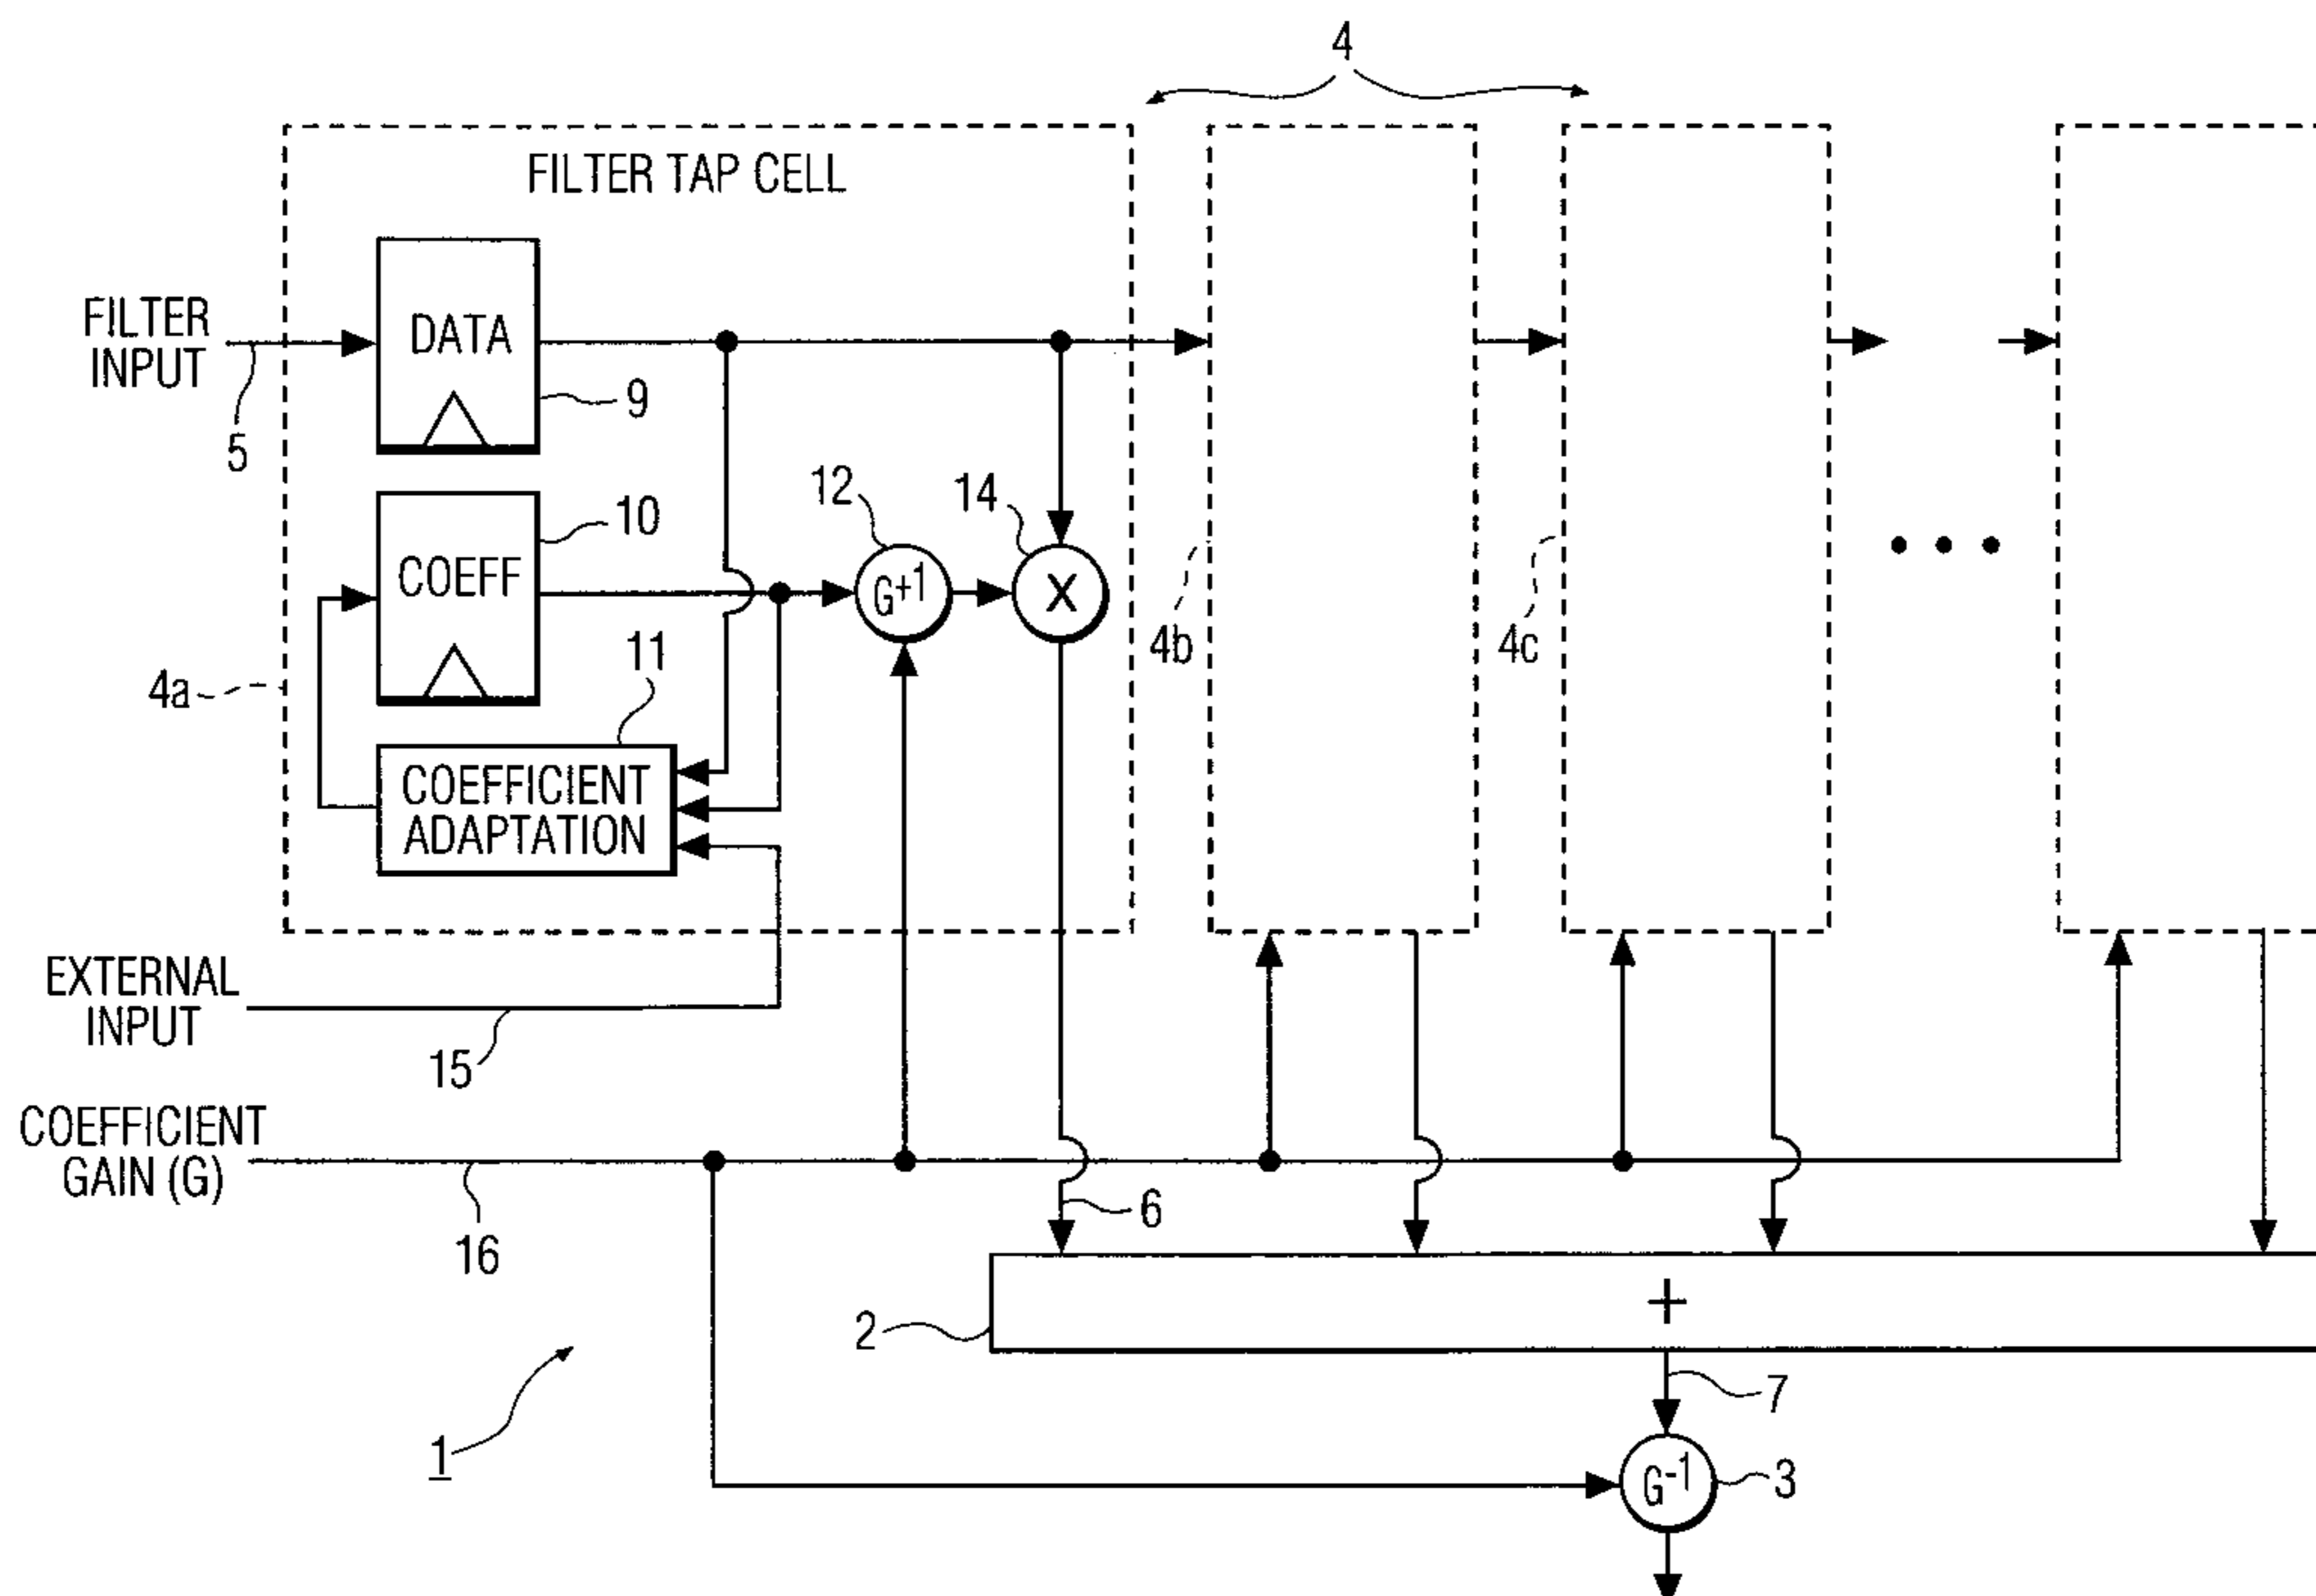 4
FILTER TAP CELL
FILTER
INPUT
DATA
9
5
12
14
10
COEFF
G+1
X
4b
4c
11
4a
COEFFICIENT
ADAPTATION
EXTERNAL
INPUT
15
COEFFICIENT
GAIN (G)
6
16
+
2
7
1
G-1
3